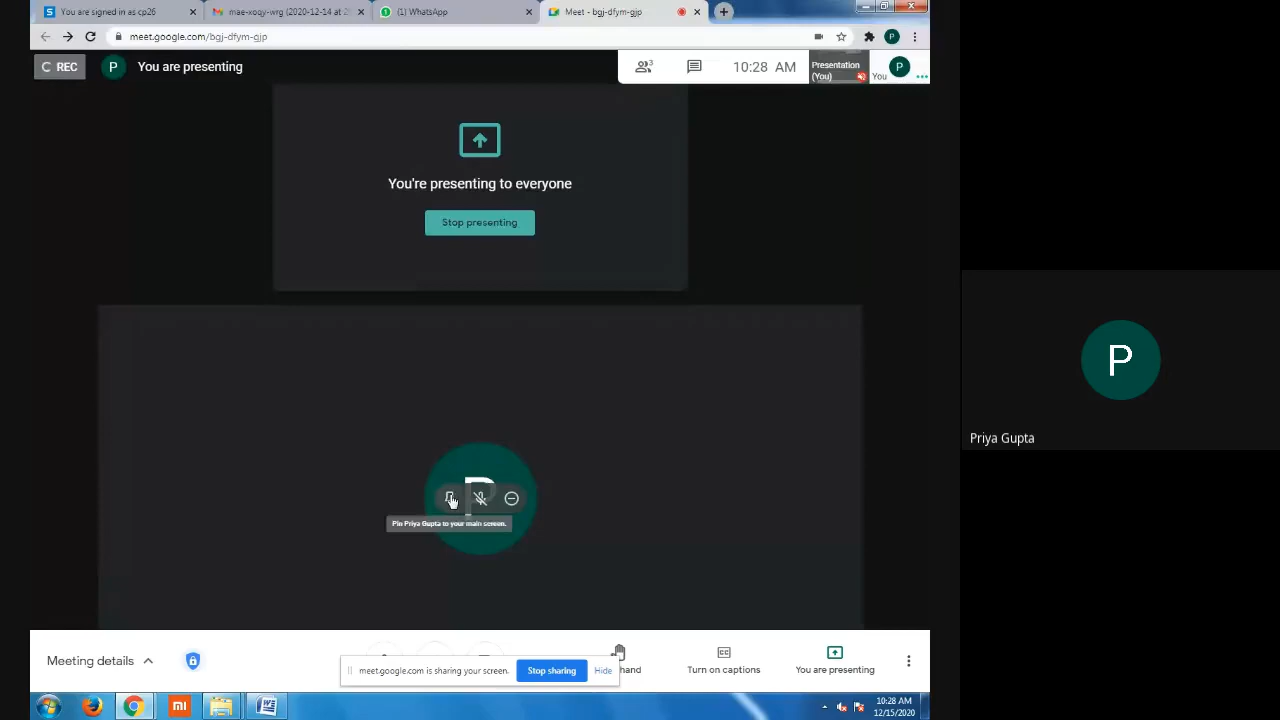 You are signed in as cp26
mae-xoqy-wrg (2020-12-14 at
(1) WhatsApp
Meet - bgj-dfym-gjp
meet.google.com/bgj-dfym-gjp
P
REC
P
You are presenting
3
10:28 AM
Presentation
(You)
You
P
You're presenting to everyone
Stop presenting
P
Pin Priya Gupta to your main screen.
P
Priya Gupta
Meeting details
meet.google.com is sharing your screen.
Stop sharing
Hide
hand
Turn on captions
You are presenting
10:28 AM
12/15/2020